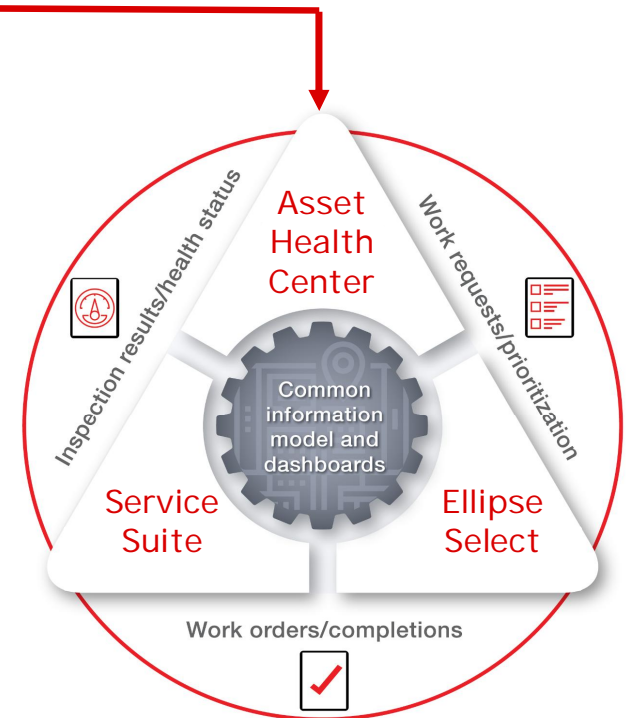 Asset
Health
Center
Inspection results/health status
Work requests/prioritization
Common
information
model and
dashboards
Service
Suite
Ellipse
Select
Work orders/completions